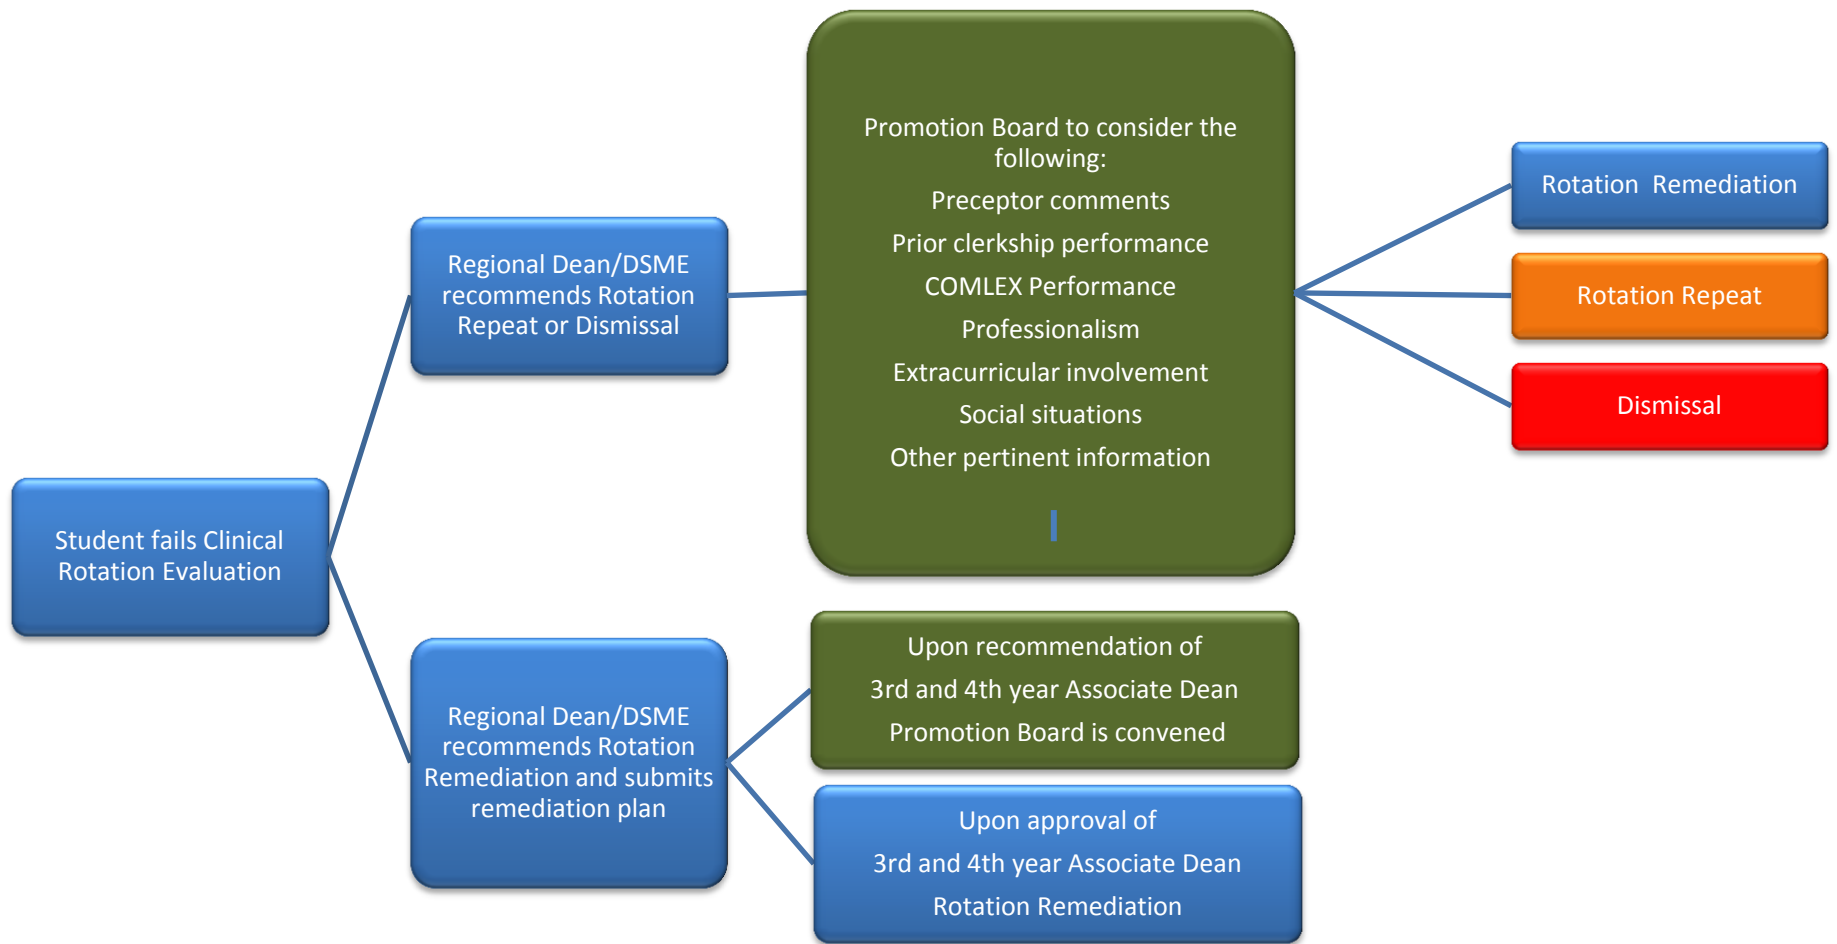 Student fails Clinical
Rotation Evaluation
Regional Dean/DSME
recommends Rotation
Repeat or Dismissal
Promotion Board to consider the
following:
Preceptor comments
Prior clerkship performance
COMLEX Performance
Professionalism
Extracurricular involvement
Social situations
Other pertinent information
Rotation Remediation
Rotation Repeat
Dismissal
Regional Dean/DSME
recommends Rotation
Remediation and submits
remediation plan
Upon recommendation of
3rd and 4th year Associate Dean
Promotion Board is convened
Upon approval of
3rd and 4th year Associate Dean
Rotation Remediation